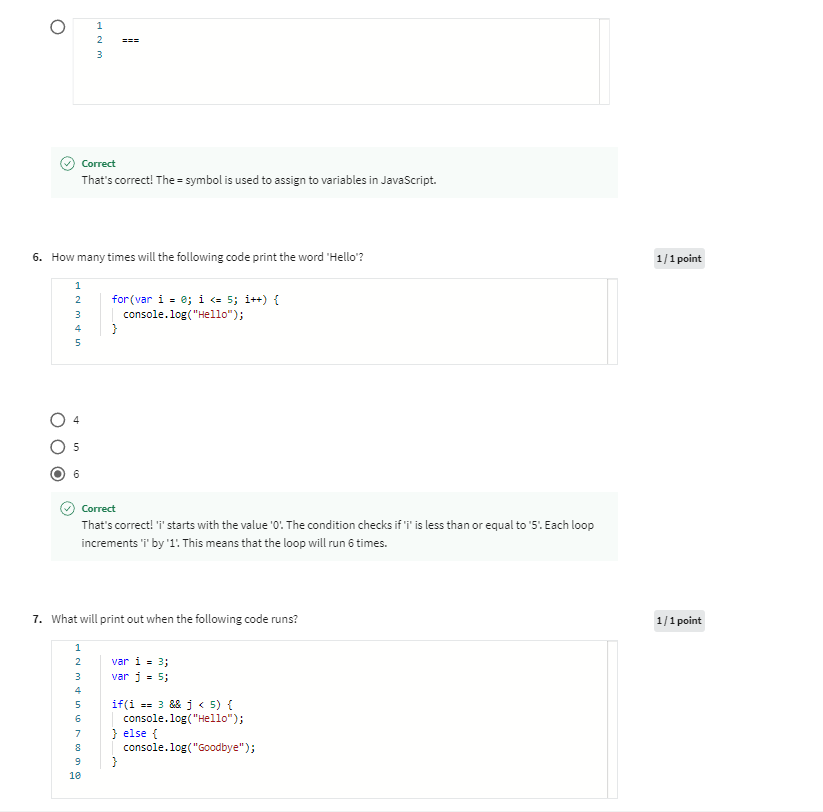 1
2 ===
3
Correct
That's correct! The = symbol is used to assign to variables in JavaScript.
6. How many times will the following code print the word 'Hello'?
1 / 1 point
1
2 for(var i = 0; i <= 5; i++) {
3 console.log("Hello");
4 }
5
4
5
6
Correct
That's correct! 'i' starts with the value '0'. The condition checks if 'i' is less than or equal to '5'. Each loop
increments 'i' by '1'. This means that the loop will run 6 times.
7. What will print out when the following code runs?
1 / 1 point
1
2 var i = 3;
3 var j = 5;
4
5 if(i == 3 && j < 5) {
6 console.log("Hello");
7 } else {
8 console.log("Goodbye");
9 }
10